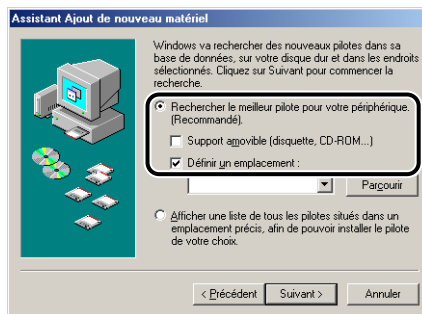 Assistant Ajout de nouveau matériel
Windows va rechercher des nouveaux pilotes dans sa
base de données, sur votre disque dur et dans les endroits
sélectionnés. Cliquez sur Suivant pour commencer la
recherche.
Rechercher le meilleur pilote pour votre périphérique.
(Recommandé).
Support amovible (disquette, CD-ROM...)
Définir un emplacement :
Parcourir
Afficher une liste de tous les pilotes situés dans un
emplacement précis, afin de pouvoir installer le pilote
de votre choix.
< Précédent Suivant > Annuler